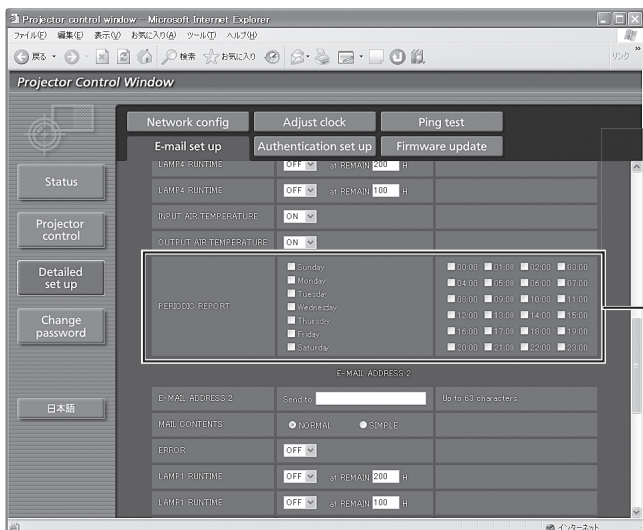 Projector control window - Microsoft Internet Explorer
ファイル(F) 編集(E) 表示(V) お気に入り(A) ツール(T) ヘルプ(H)
戻る 検索 お気に入り リンク »
Projector Control Window
Network config Adjust clock Ping test
E-mail set up Authentication set up Firmware update
Status
Projector control
Detailed set up
Change password
日本語
LAMP4 RUNTIME OFF at REMAIN 200 H
LAMP4 RUNTIME OFF at REMAIN 100 H
INPUT AIR TEMPERATURE ON
OUTPUT AIR TEMPERATURE ON
PERIODIC REPORT
Sunday
Monday
Tuesday
Wednesday
Thursday
Friday
Saturday
00:00 01:00 02:00 03:00
04:00 05:00 06:00 07:00
08:00 09:00 10:00 11:00
12:00 13:00 14:00 15:00
16:00 17:00 18:00 19:00
20:00 21:00 22:00 23:00
E-MAIL ADDRESS 2
E-MAIL ADDRESS 2 Send to Up to 63 characters
MAIL CONTENTS NORMAL SIMPLE
ERROR OFF
LAMP1 RUNTIME OFF at REMAIN 200 H
LAMP1 RUNTIME OFF at REMAIN 100 H
インターネット